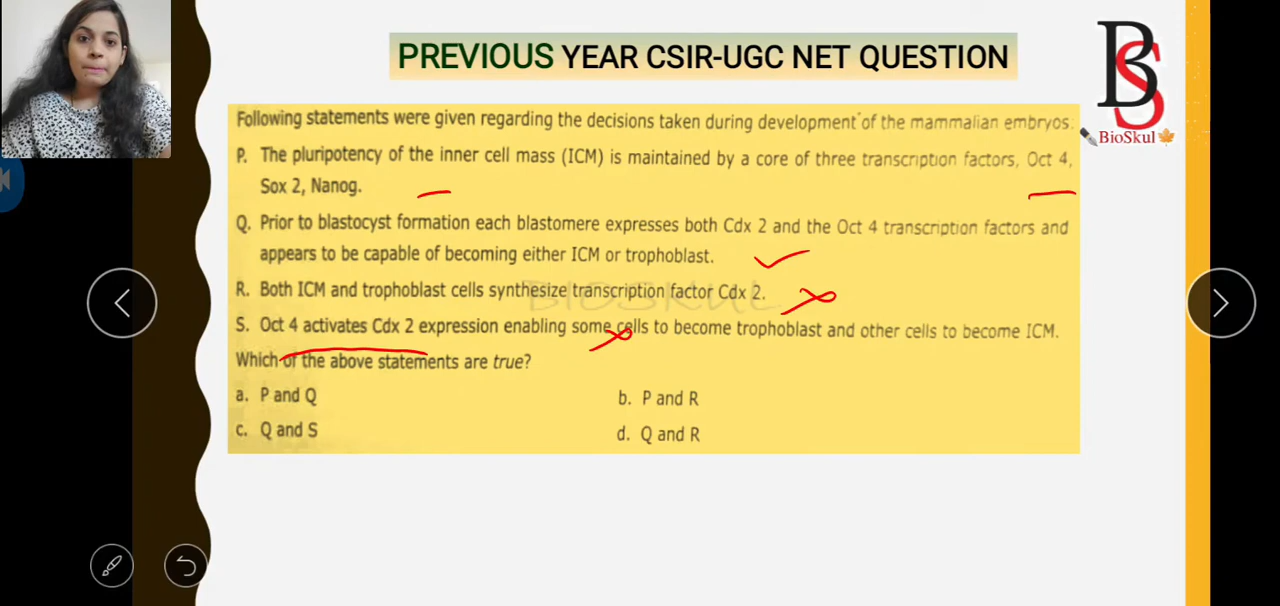 PREVIOUS YEAR CSIR-UGC NET QUESTION
BS
BioSkul
Following statements were given regarding the decisions taken during development of the mammalian embryos:
P. The pluripotency of the inner cell mass (ICM) is maintained by a core of three transcription factors, Oct 4,
Sox 2, Nanog.
Q. Prior to blastocyst formation each blastomere expresses both Cdx 2 and the Oct 4 transcription factors and
appears to be capable of becoming either ICM or trophoblast.
R. Both ICM and trophoblast cells synthesize transcription factor Cdx 2.
BIOSKUL
S. Oct 4 activates Cdx 2 expression enabling some cells to become trophoblast and other cells to become ICM.
Which of the above statements are true?
a. P and Q
b. P and R
c. Q and S
d. Q and R